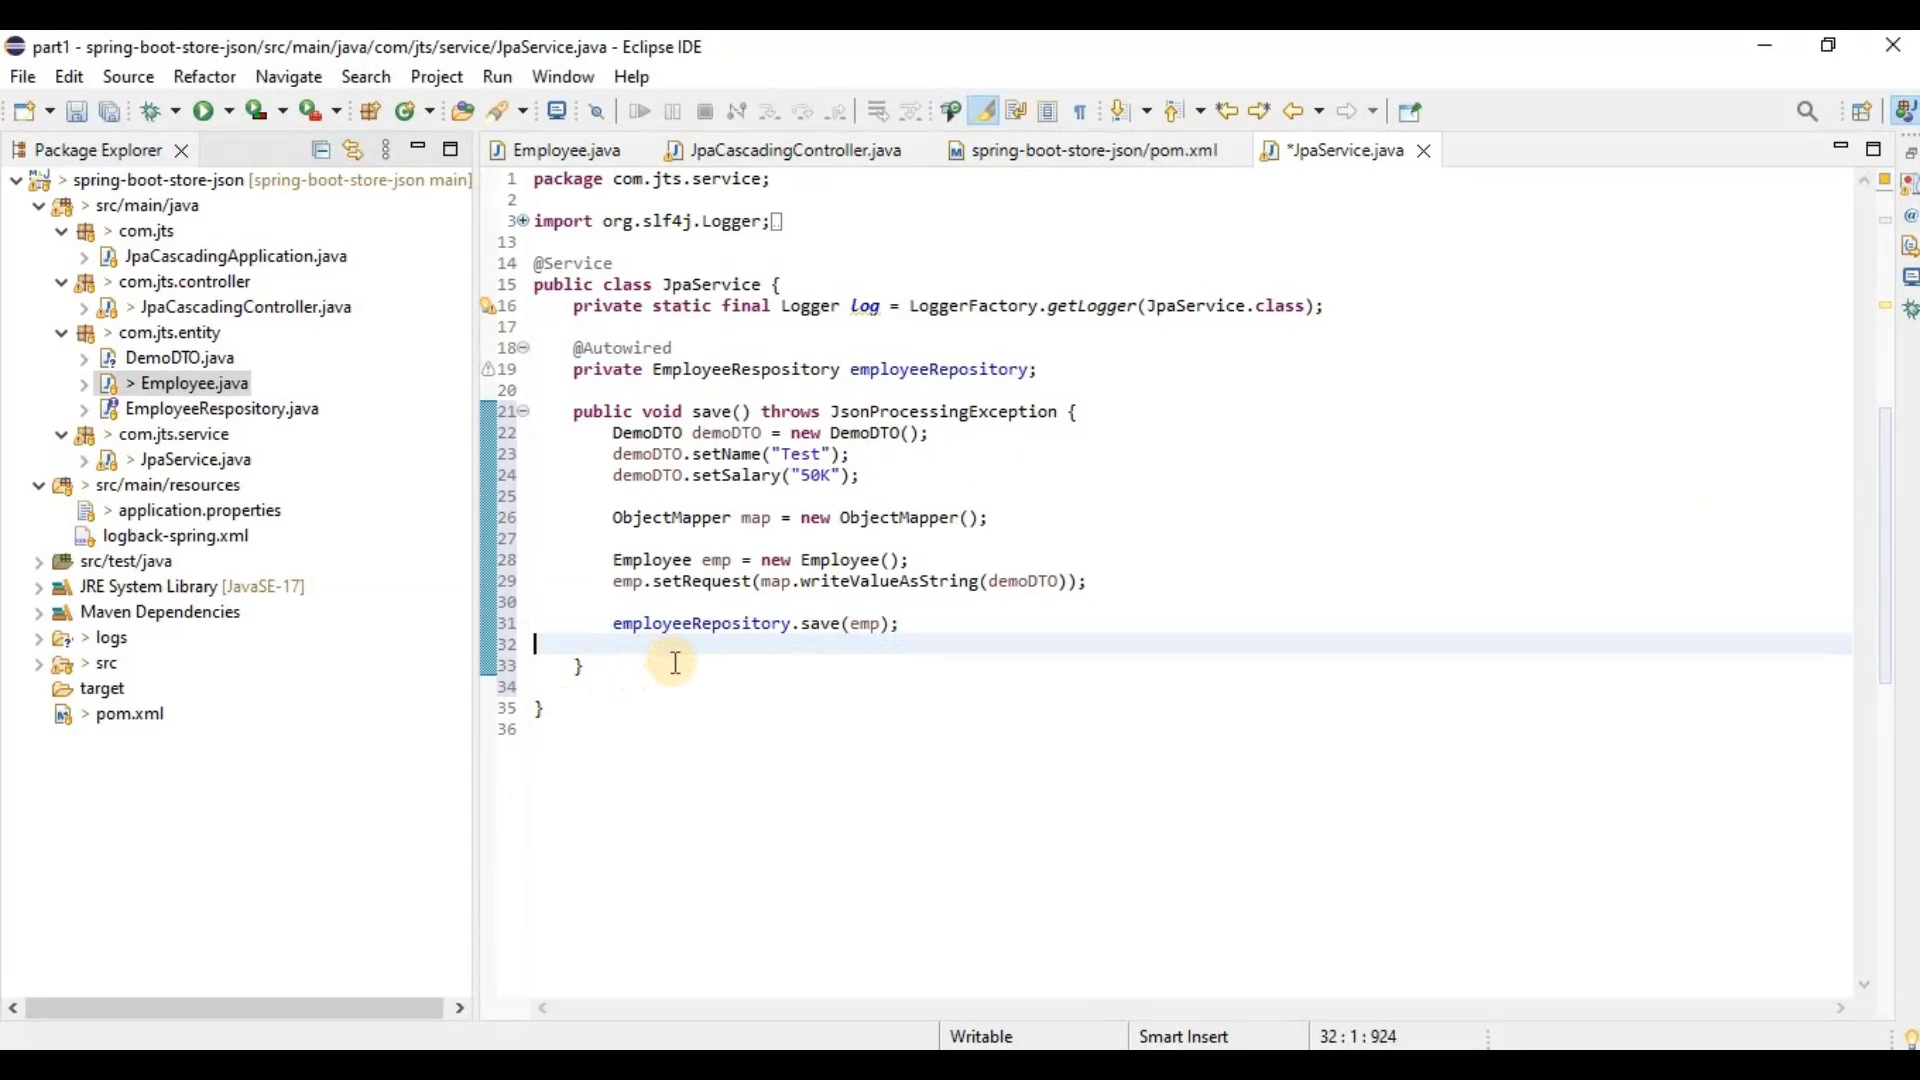 part1 - spring-boot-store-json/src/main/java/com/jts/service/JpaService.java - Eclipse IDE
File Edit Source Refactor Navigate Search Project Run Window Help
Package Explorer
> spring-boot-store-json [spring-boot-store-json main]
> src/main/java
> com.jts
JpaCascadingApplication.java
> com.jts.controller
> JpaCascadingController.java
> com.jts.entity
DemoDTO.java
> Employee.java
EmployeeRespository.java
> com.jts.service
> JpaService.java
> src/main/resources
> application.properties
logback-spring.xml
src/test/java
JRE System Library [JavaSE-17]
Maven Dependencies
> logs
> src
target
> pom.xml
Employee.java JpaCascadingController.java spring-boot-store-json/pom.xml *JpaService.java
1 package com.jts.service;
2
3 import org.slf4j.Logger;
13
14 @Service
15 public class JpaService {
16 private static final Logger log = LoggerFactory.getLogger(JpaService.class);
17
18 @Autowired
19 private EmployeeRespository employeeRepository;
20
21 public void save() throws JsonProcessingException {
22 DemoDTO demoDTO = new DemoDTO();
23 demoDTO.setName("Test");
24 demoDTO.setSalary("50K");
25
26 ObjectMapper map = new ObjectMapper();
27
28 Employee emp = new Employee();
29 emp.setRequest(map.writeValueAsString(demoDTO));
30
31 employeeRepository.save(emp);
32
33 }
34
35 }
36
Writable Smart Insert 32 : 1 : 924